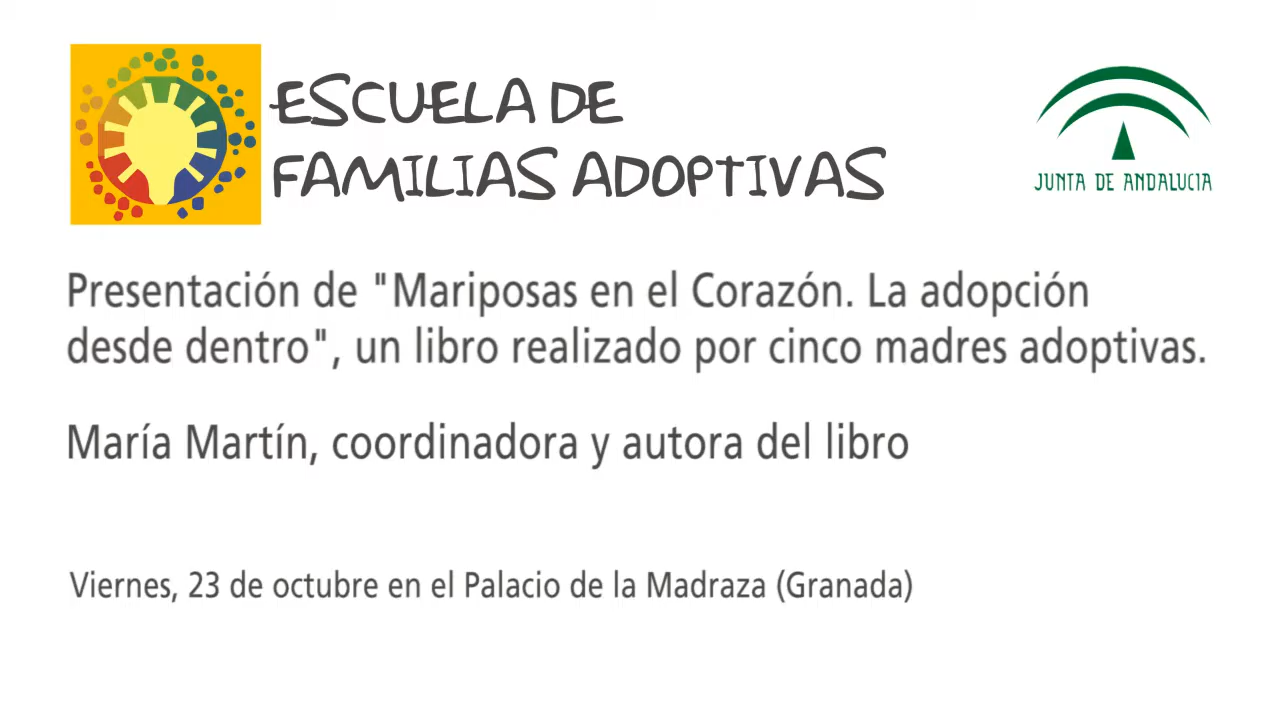 ESCUELA DE
FAMILIAS ADOPTIVAS
JUNTA DE ANDALUCIA
Presentación de "Mariposas en el Corazón. La adopción
desde dentro", un libro realizado por cinco madres adoptivas.
María Martín, coordinadora y autora del libro
Viernes, 23 de octubre en el Palacio de la Madraza (Granada)